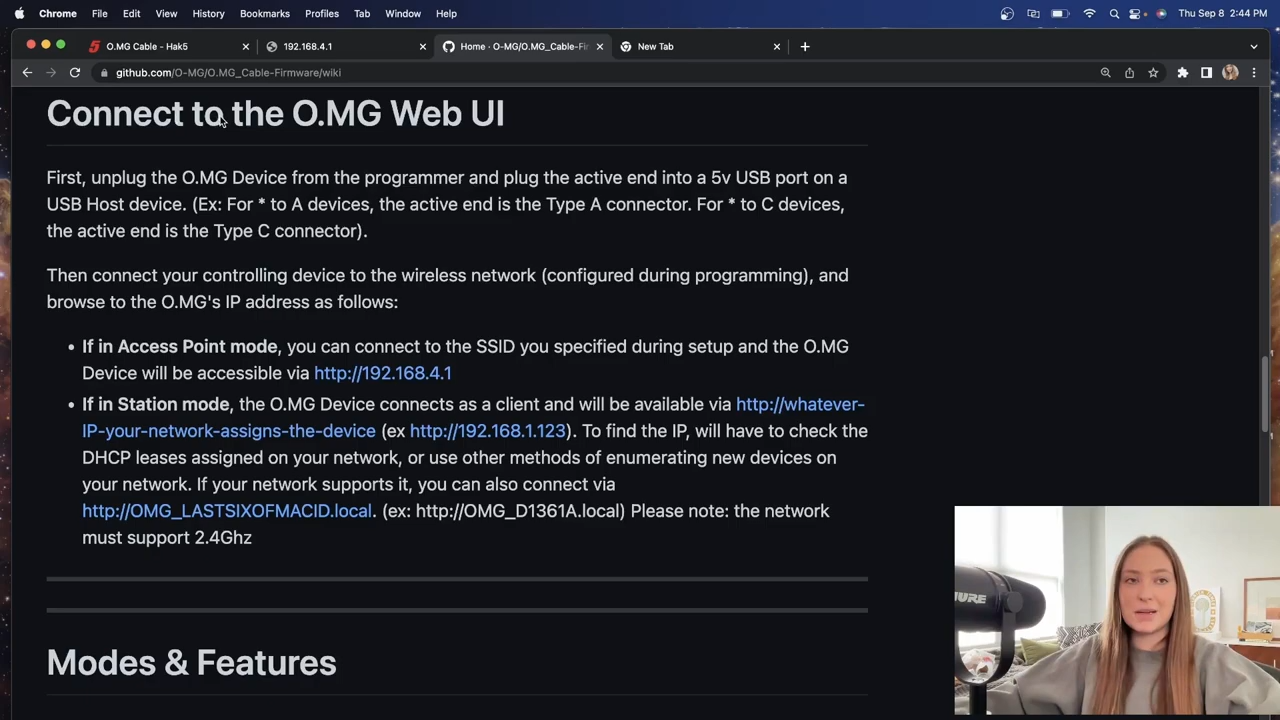 Chrome File Edit View History Bookmarks Profiles Tab Window Help Thu Sep 8 2:44 PM
O.MG Cable - Hak5 192.168.4.1 Home · O-MG/O.MG_Cable-Fir New Tab
github.com/O-MG/O.MG_Cable-Firmware/wiki
Connect to the O.MG Web UI
First, unplug the O.MG Device from the programmer and plug the active end into a 5v USB port on a
USB Host device. (Ex: For * to A devices, the active end is the Type A connector. For * to C devices,
the active end is the Type C connector).
Then connect your controlling device to the wireless network (configured during programming), and
browse to the O.MG's IP address as follows:
• If in Access Point mode, you can connect to the SSID you specified during setup and the O.MG
Device will be accessible via http://192.168.4.1
• If in Station mode, the O.MG Device connects as a client and will be available via http://whatever-
IP-your-network-assigns-the-device (ex http://192.168.1.123). To find the IP, will have to check the
DHCP leases assigned on your network, or use other methods of enumerating new devices on
your network. If your network supports it, you can also connect via
http://OMG_LASTSIXOFMACID.local. (ex: http://OMG_D1361A.local) Please note: the network
must support 2.4Ghz
Modes & Features